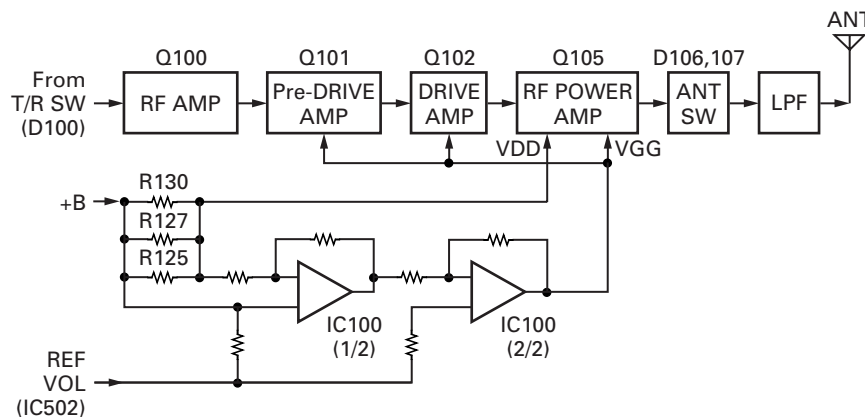 ANT
Q100
Q101
Q102
Q105
D106,107
From
T/R SW
(D100)
RF AMP
Pre-DRIVE
AMP
DRIVE
AMP
RF POWER
AMP
ANT
SW
LPF
VDD
VGG
+B
R130
R127
R125
IC100
(1/2)
IC100
(2/2)
REF
VOL
(IC502)